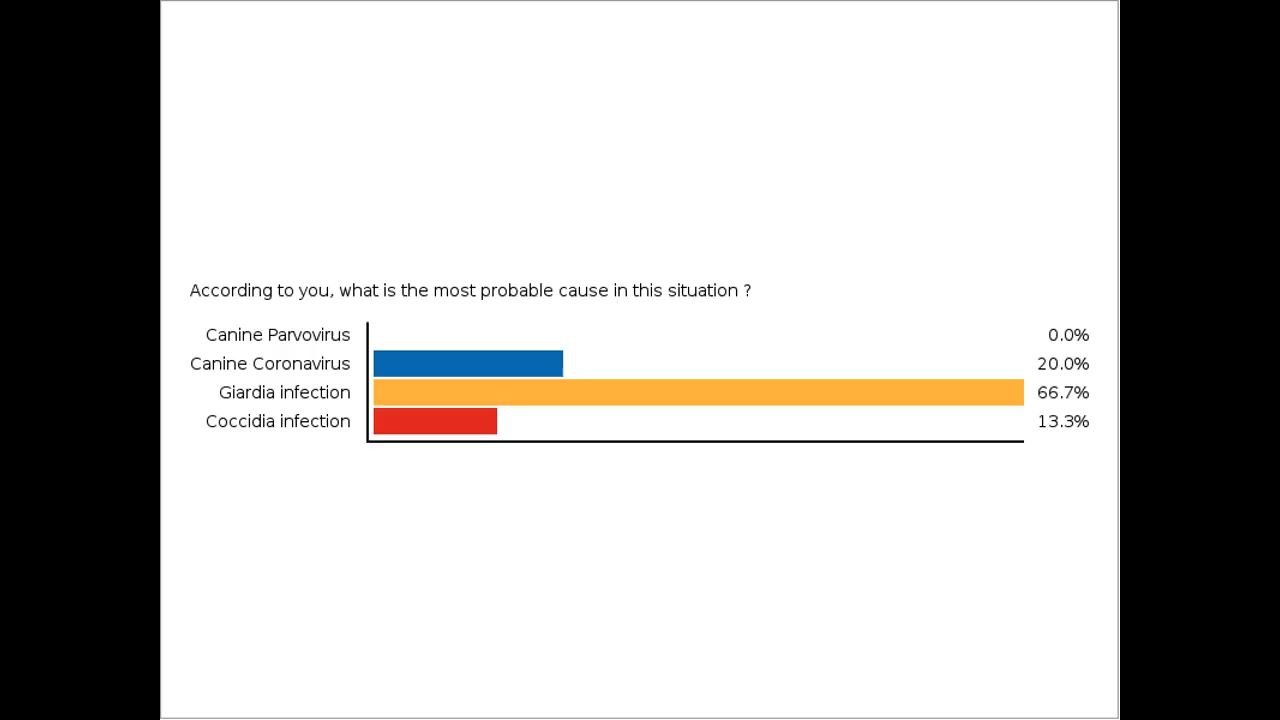 According to you, what is the most probable cause in this situation ?
Canine Parvovirus 0.0%
Canine Coronavirus 20.0%
Giardia infection 66.7%
Coccidia infection 13.3%